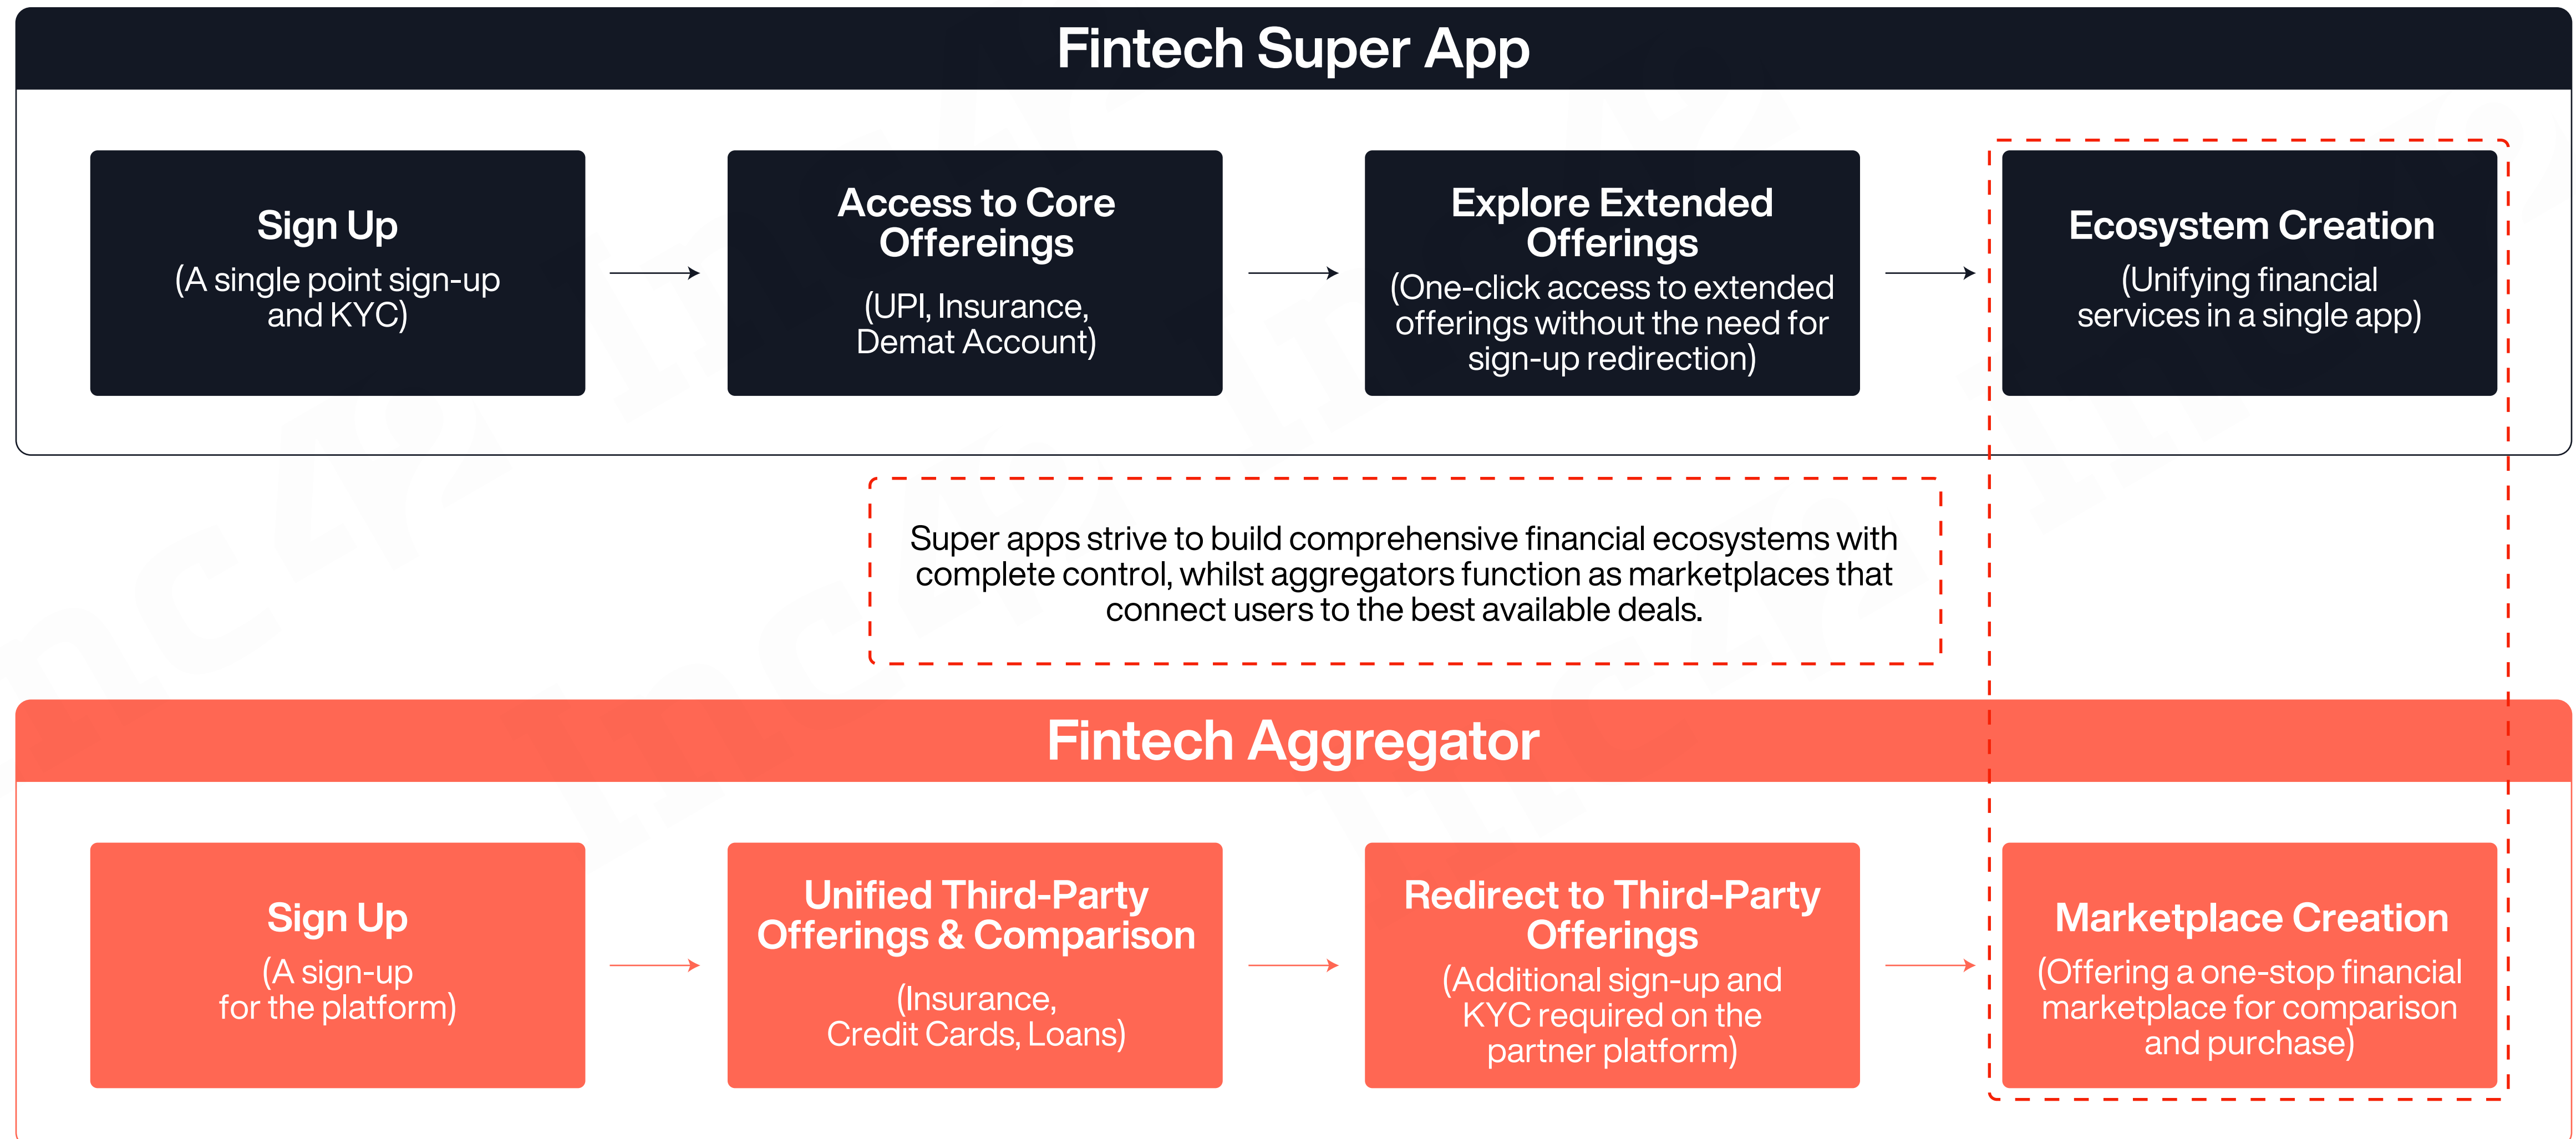 Fintech Super App
Sign Up
(A single point sign-up
and KYC)
Access to Core
Offereings
(UPI, Insurance,
Demat Account)
Explore Extended
Offerings
(One-click access to extended
offerings without the need for
sign-up redirection)
Ecosystem Creation
(Unifying financial
services in a single app)
Super apps strive to build comprehensive financial ecosystems with
complete control, whilst aggregators function as marketplaces that
connect users to the best available deals.
Fintech Aggregator
Sign Up
(A sign-up
for the platform)
Unified Third-Party
Offerings & Comparison
(Insurance,
Credit Cards, Loans)
Redirect to Third-Party
Offerings
(Additional sign-up and
KYC required on the
partner platform)
Marketplace Creation
(Offering a one-stop financial
marketplace for comparison
and purchase)